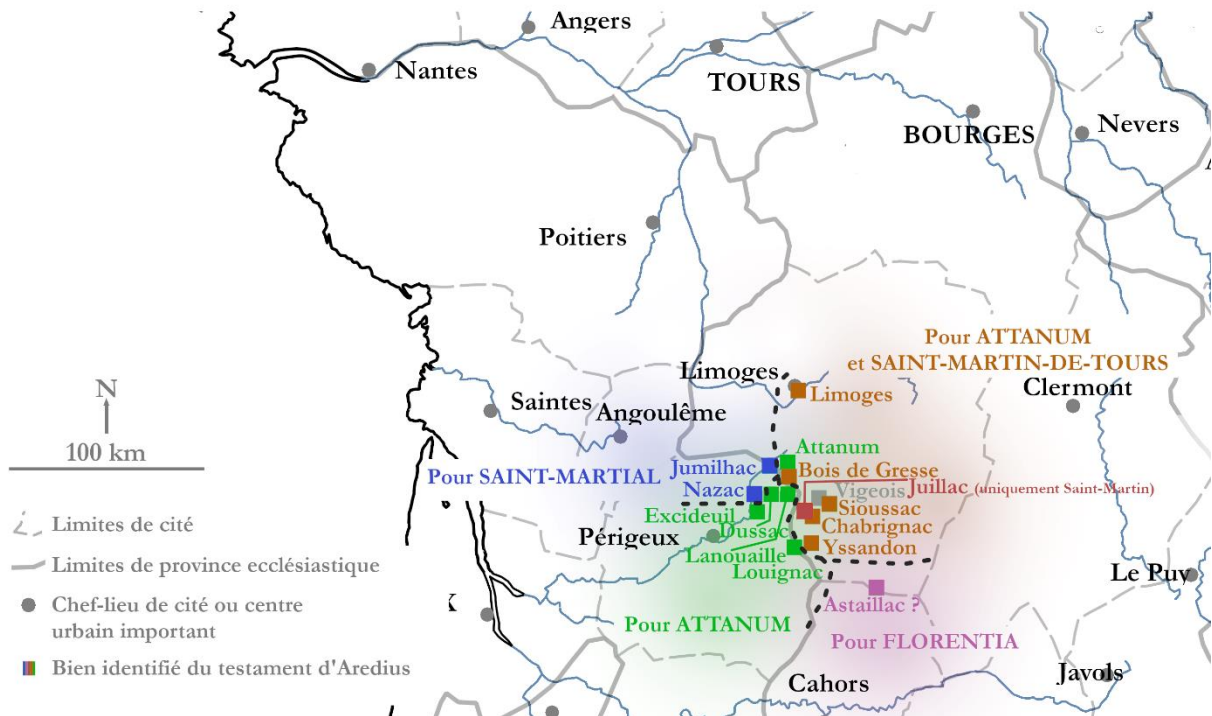 Angers
Nantes
TOURS
BOURGES
Nevers
Poitiers
Pour ATTANUM
et SAINT-MARTIN-DE-TOURS
Limoges
Limoges
Clermont
N
100 km
Saintes
Angoulême
Attanum
Pour SAINT-MARTIAL
Jumilhac
Bois de Gresse
Nazac
Vigeois
Juillac (uniquement Saint-Martin)
Sioussac
Excideuil
Chabrignac
Dussac
Périgueux
Yssandon
Lanouaille
Louignac
Le Puy
Astaillac ?
Pour ATTANUM
Pour FLORENTIA
Javols
Cahors
Limites de cité
Limites de province ecclésiastique
Chef-lieu de cité ou centre
urbain important
Bien identifié du testament d'Aredius